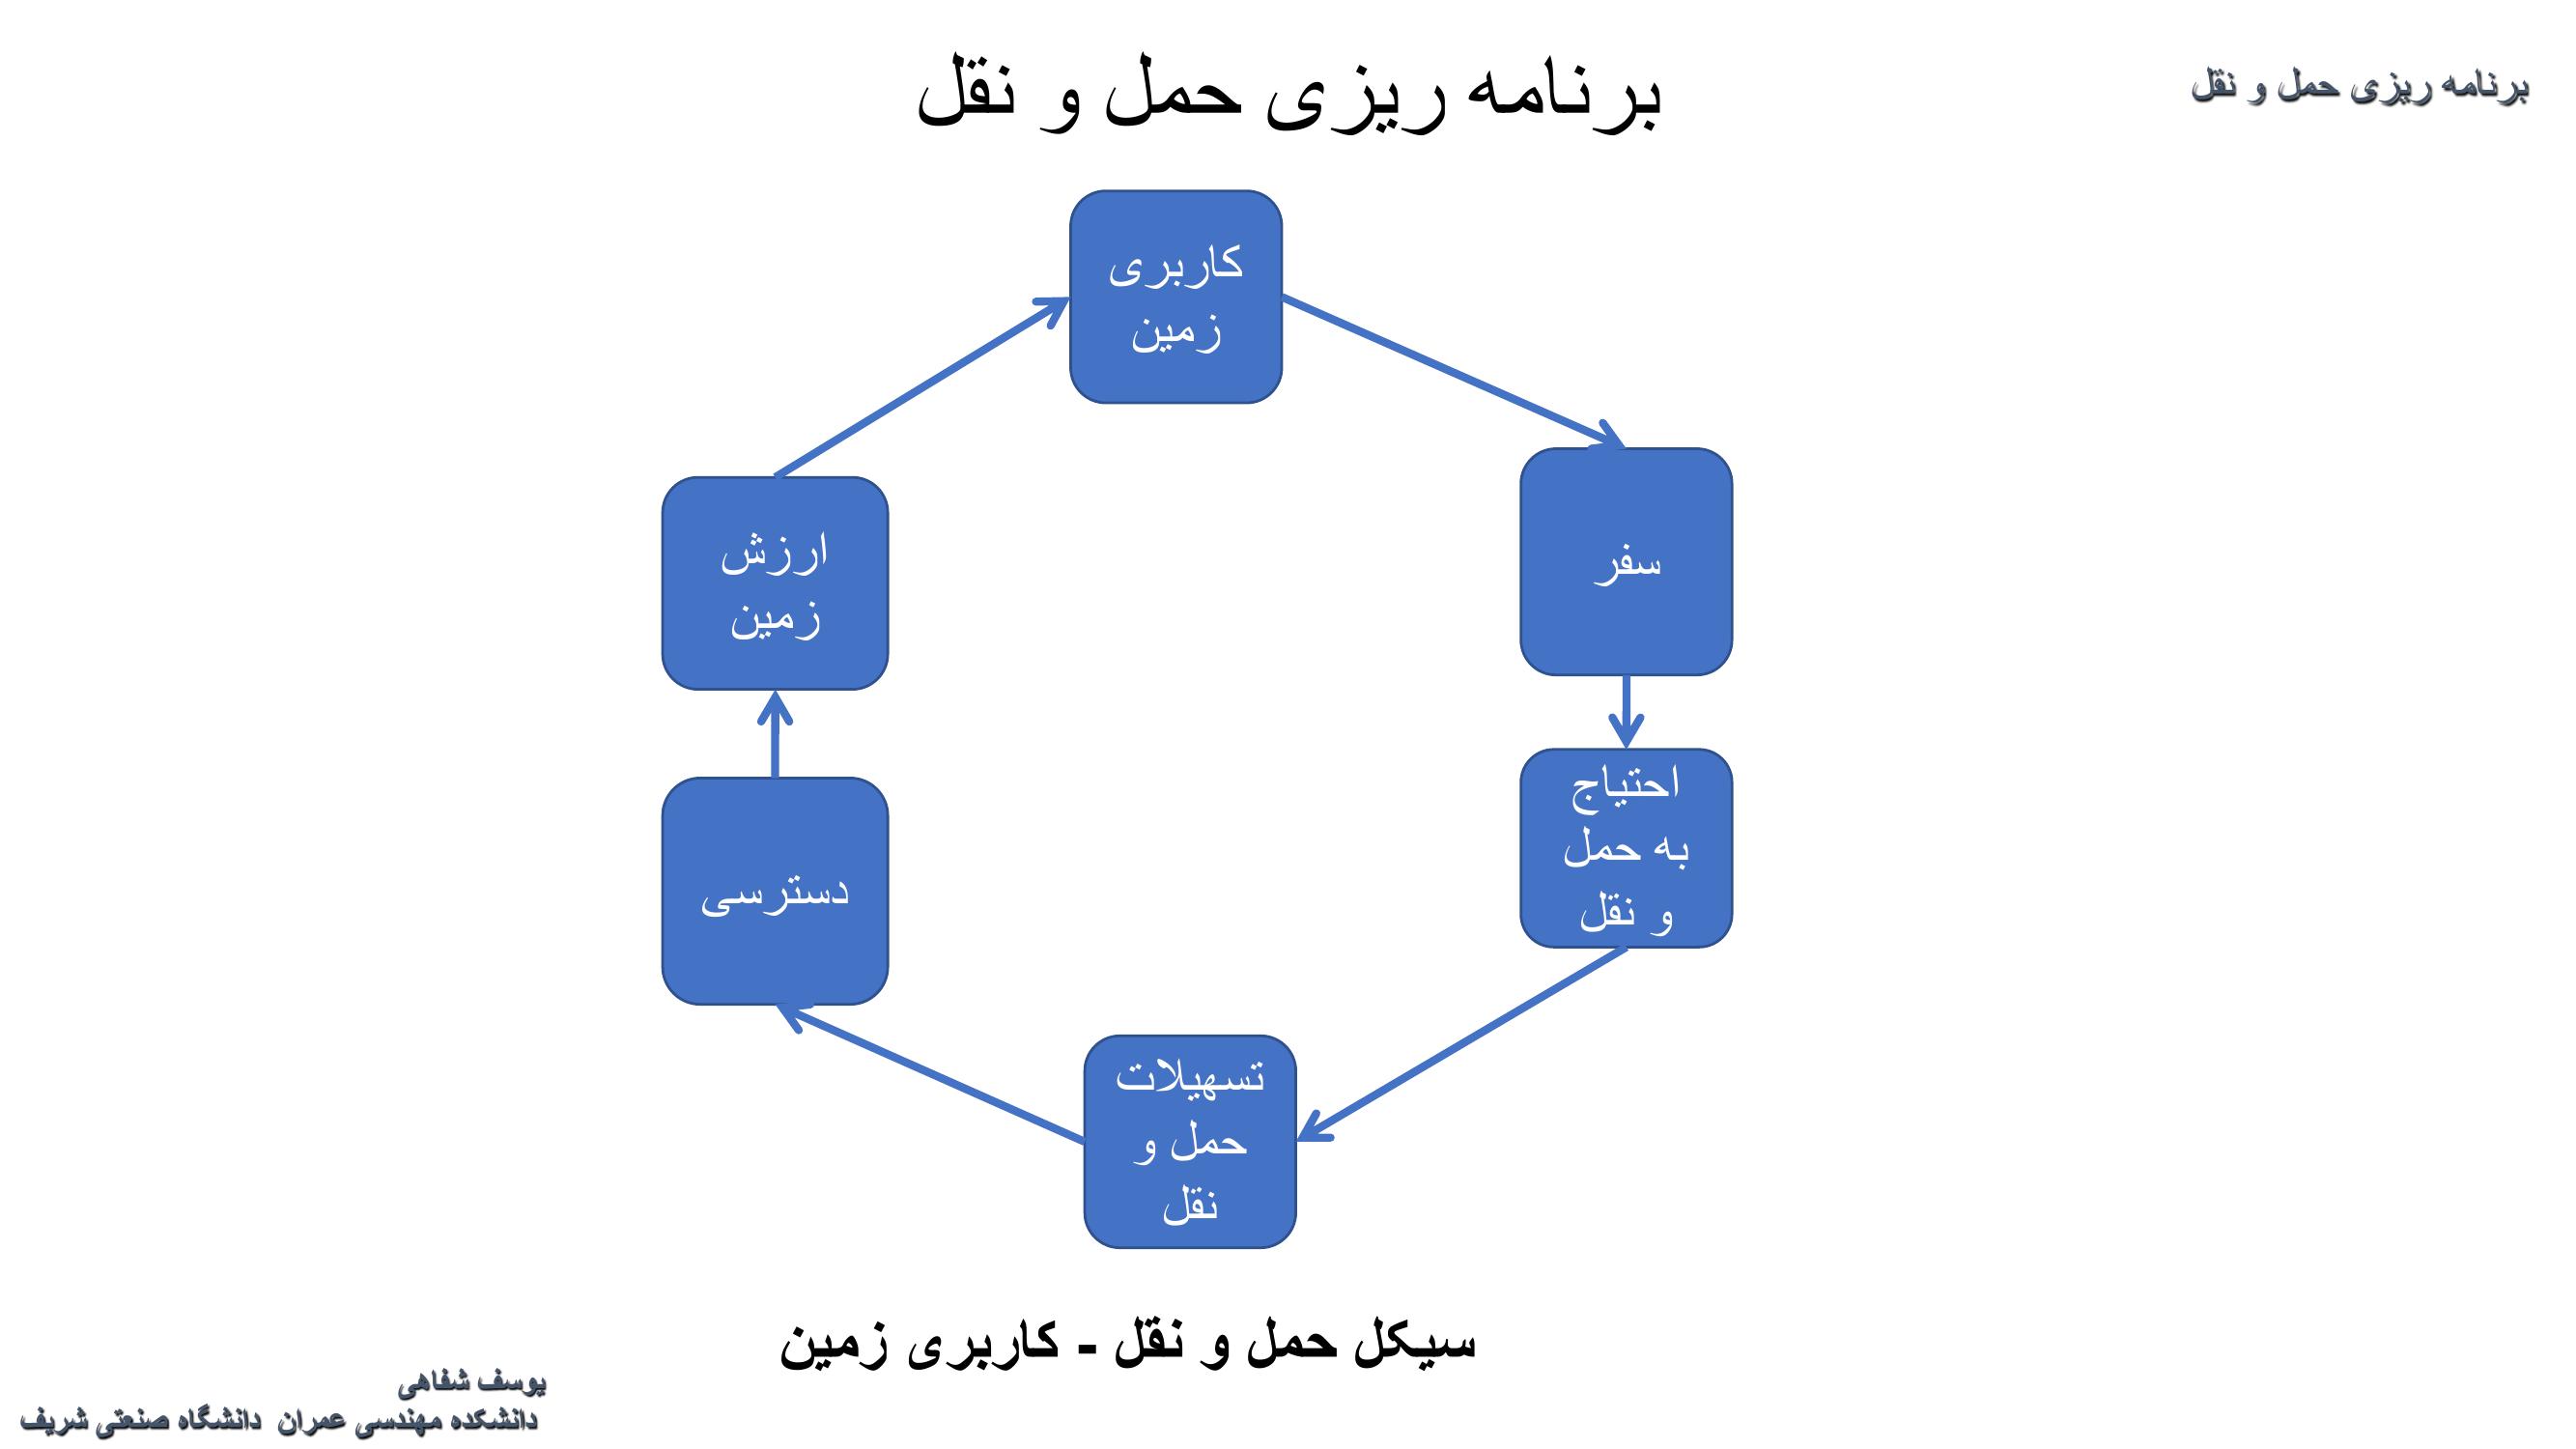 برنامه ریزی حمل و نقل
برنامه ریزی حمل و نقل
کاربری
زمین
سفر
احتیاج
به حمل
و نقل
تسهیلات
حمل و
نقل
دسترسی
ارزش
زمین
سیکل حمل و نقل - کاربری زمین
یوسف شفاهی
دانشکده مهندسی عمران دانشگاه صنعتی شریف